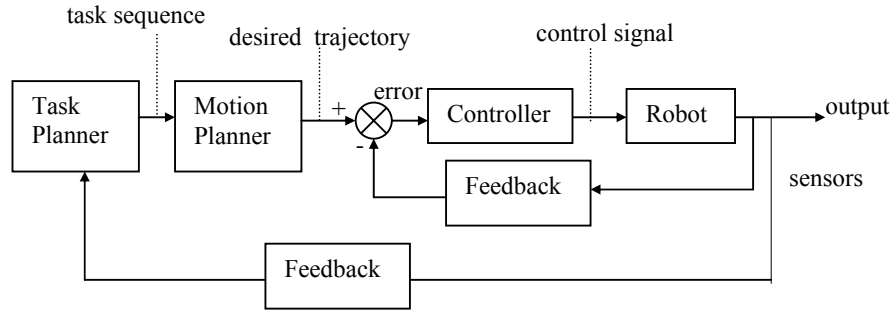 task sequence
desired trajectory
control signal
Task
Planner
Motion
Planner
+
error
Controller
Robot
output
-
Feedback
sensors
Feedback